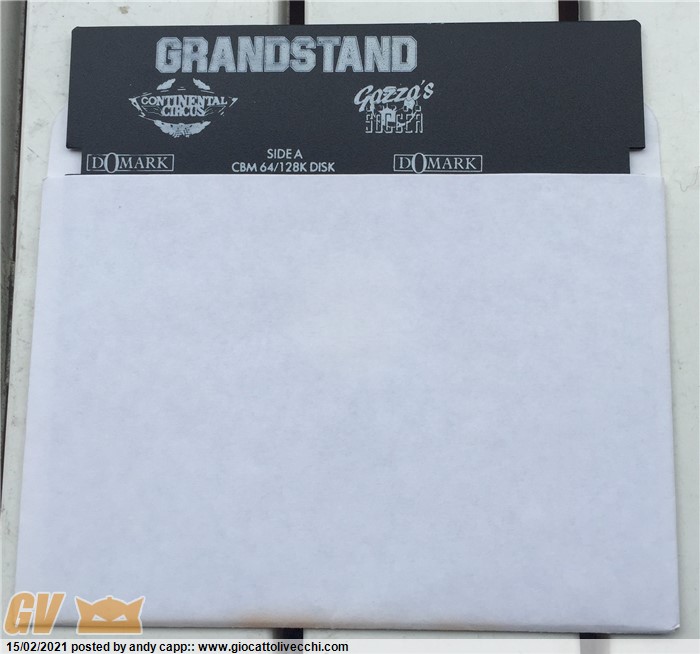 GRANDSTAND
CONTINENTAL
CIRCUS
Gazza's
SOCCER
DOMARK
SIDE A
CBM 64/128K DISK
DOMARK
GV
15/02/2021 posted by andy capp:: www.giocattolivecchi.com